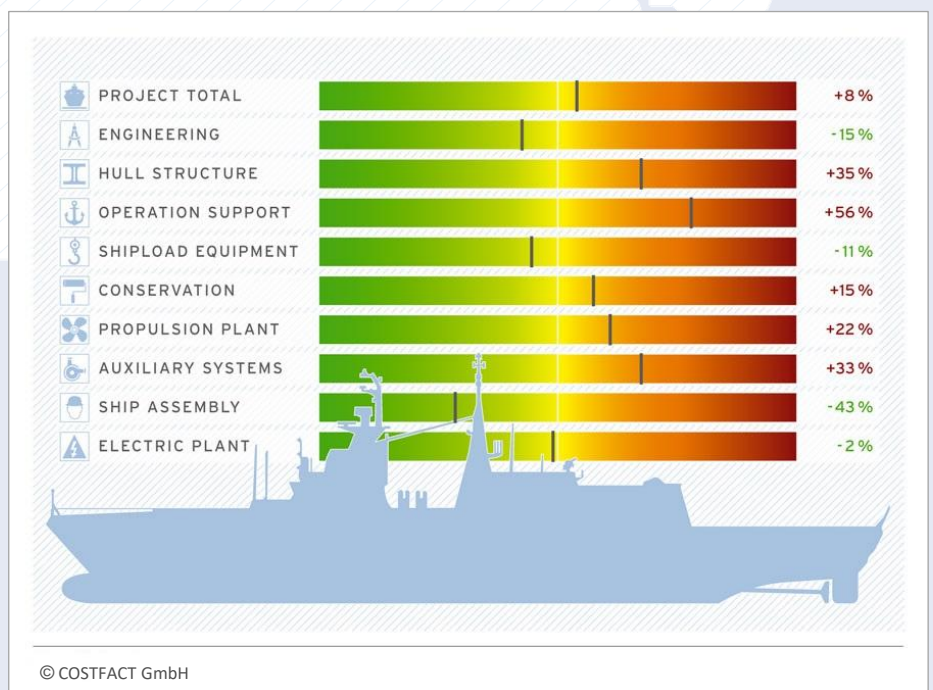 PROJECT TOTAL +8 %
ENGINEERING -15 %
HULL STRUCTURE +35 %
OPERATION SUPPORT +56 %
SHIPLOAD EQUIPMENT -11 %
CONSERVATION +15 %
PROPULSION PLANT +22 %
AUXILIARY SYSTEMS +33 %
SHIP ASSEMBLY -43 %
ELECTRIC PLANT -2 %
© COSTFACT GmbH